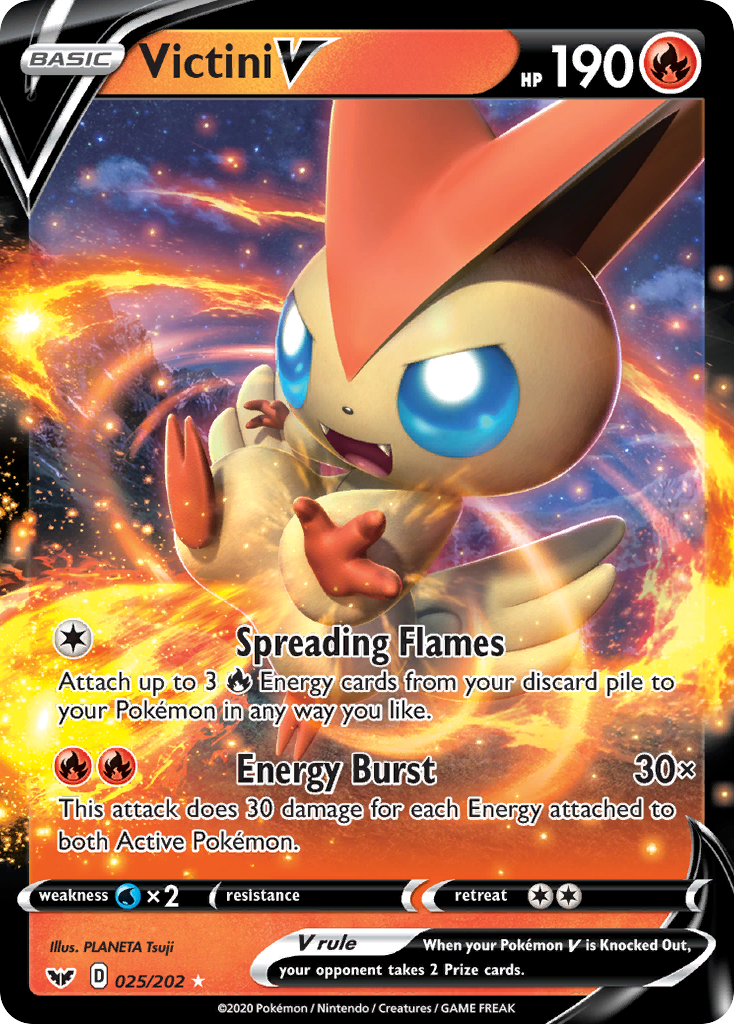 BASIC Victini V HP 190
Spreading Flames
Attach up to 3 Energy cards from your discard pile to
your Pokémon in any way you like.
Energy Burst 30×
This attack does 30 damage for each Energy attached to
both Active Pokémon.
weakness ×2 resistance retreat
Illus. PLANETA Tsuji
V rule When your Pokémon V is Knocked Out,
your opponent takes 2 Prize cards.
D 025/202
©2020 Pokémon / Nintendo / Creatures / GAME FREAK